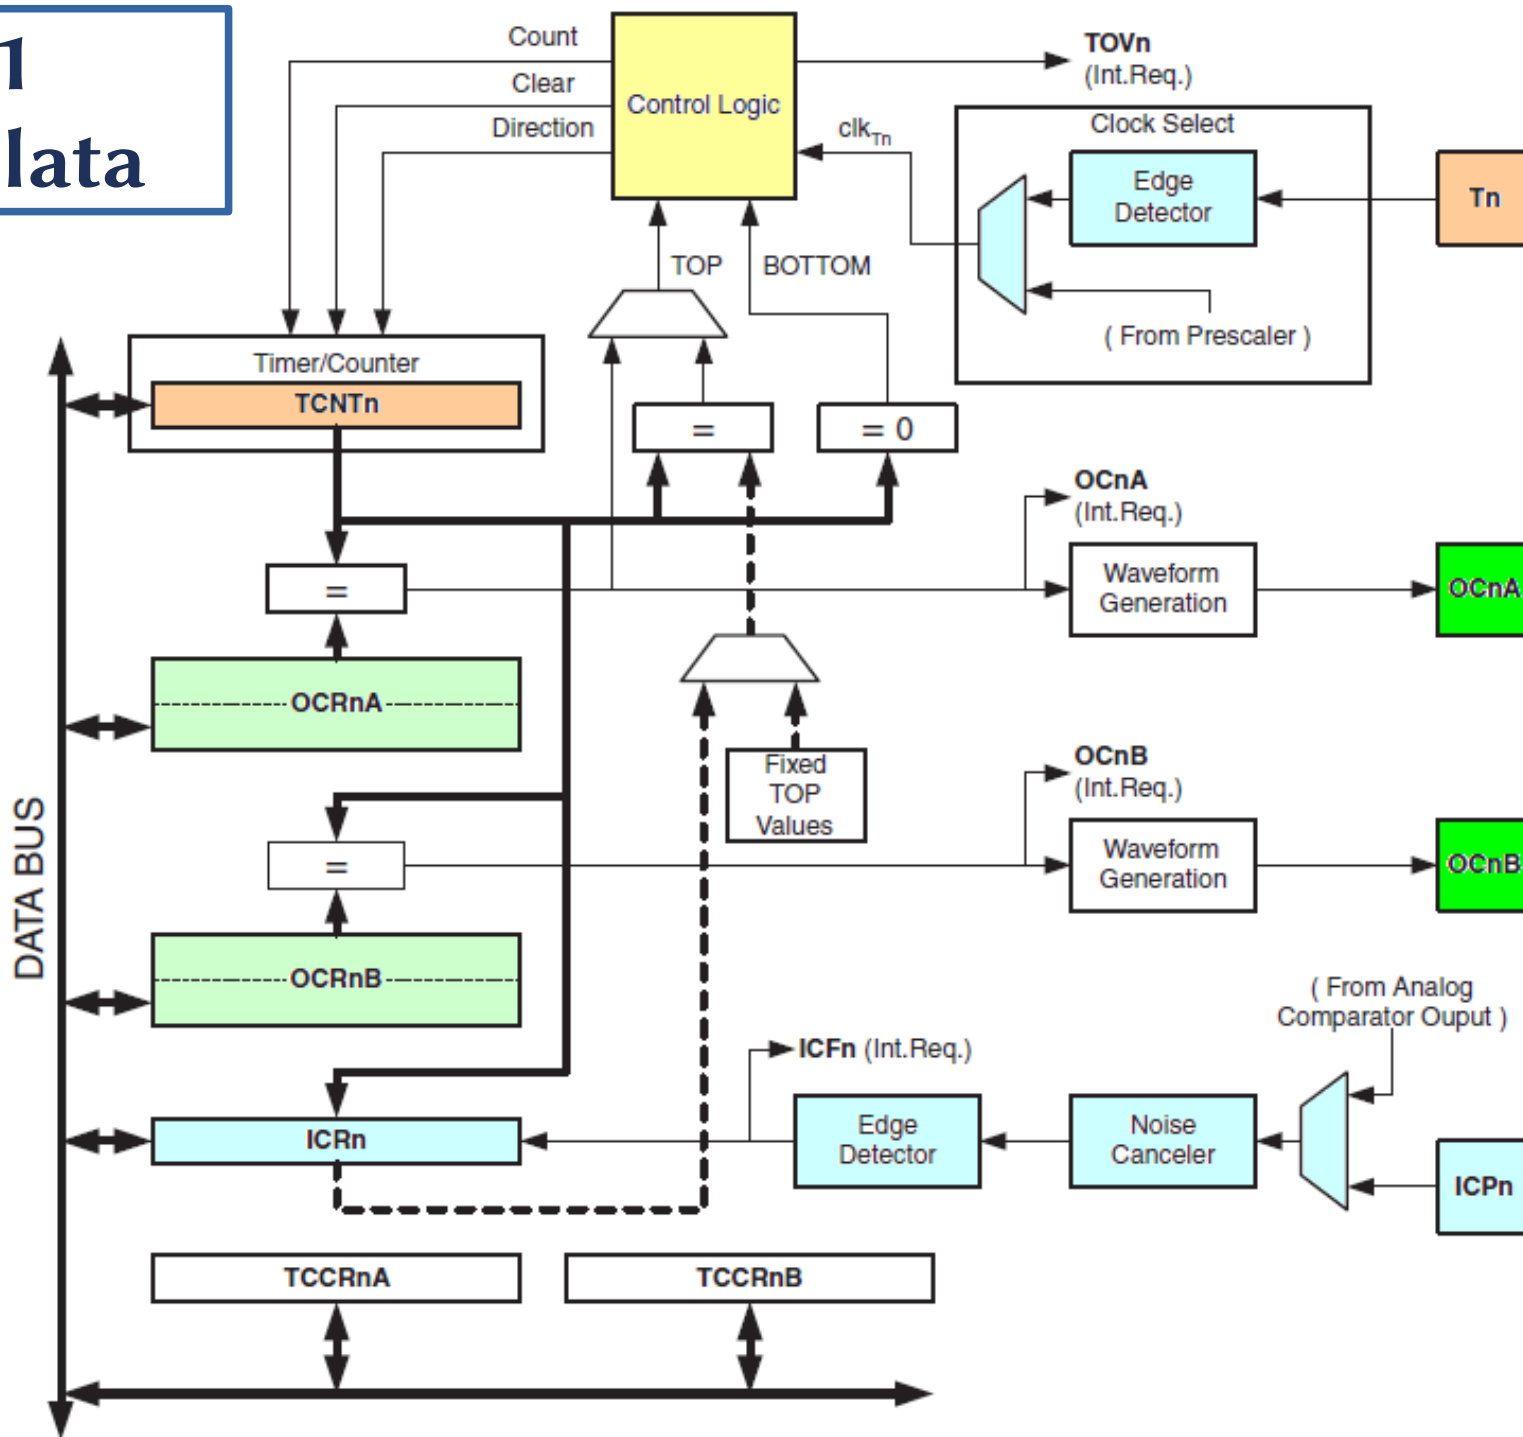 1
lata
Count
Clear
Direction
Control Logic
TOVn
(Int.Req.)
clkTn
Clock Select
Edge
Detector
Tn
TOP
BOTTOM
( From Prescaler )
Timer/Counter
TCNTn
=
= 0
OCnA
(Int.Req.)
=
Waveform
Generation
OCnA
OCRnA
Fixed
TOP
Values
OCnB
(Int.Req.)
=
Waveform
Generation
OCnB
DATA BUS
OCRnB
( From Analog
Comparator Ouput )
ICFn (Int.Req.)
ICRn
Edge
Detector
Noise
Canceler
ICPn
TCCRnA
TCCRnB